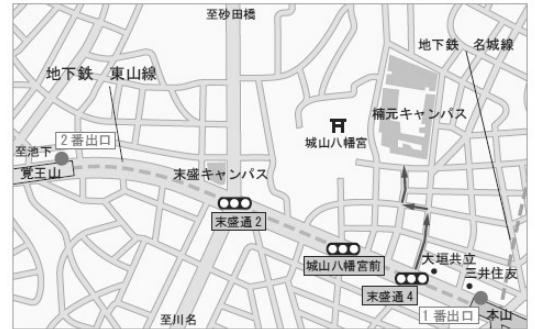 至砂田橋
地下鉄 名城線
地下鉄 東山線
楠元キャンパス
2番出口
城山八幡宮
至池下
覚王山
末盛キャンパス
末盛通2
城山八幡宮前
大垣共立
三井住友
末盛通4
1番出口
本山
至川名